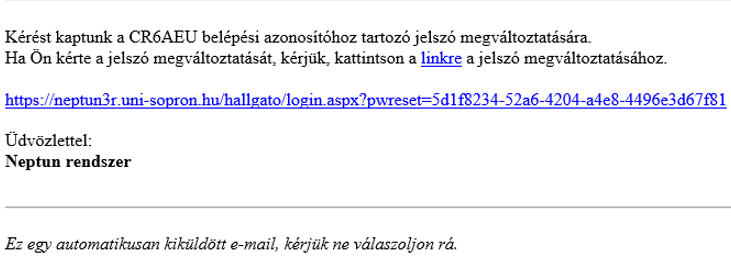 Kérést kaptunk a CR6AEU belépési azonosítóhoz tartozó jelszó megváltoztatására.
Ha Ön kérte a jelszó megváltoztatását, kérjük, kattintson a linkre a jelszó megváltoztatásához.
https://neptun3r.uni-sopron.hu/hallgato/login.aspx?pwreset=5d1f8234-52a6-4204-a4e8-4496e3d67f81
Üdvözlettel:
Neptun rendszer
Ez egy automatikusan kiküldött e-mail, kérjük ne válaszoljon rá.